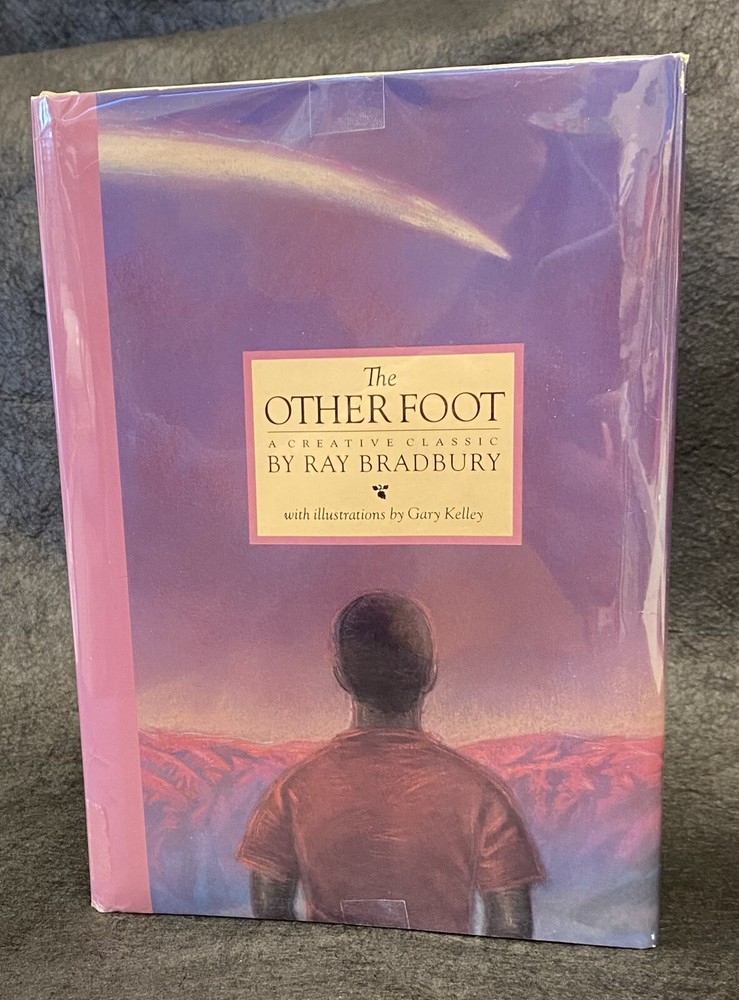 The
OTHER FOOT
A CREATIVE CLASSIC
BY RAY BRADBURY
with illustrations by Gary Kelley